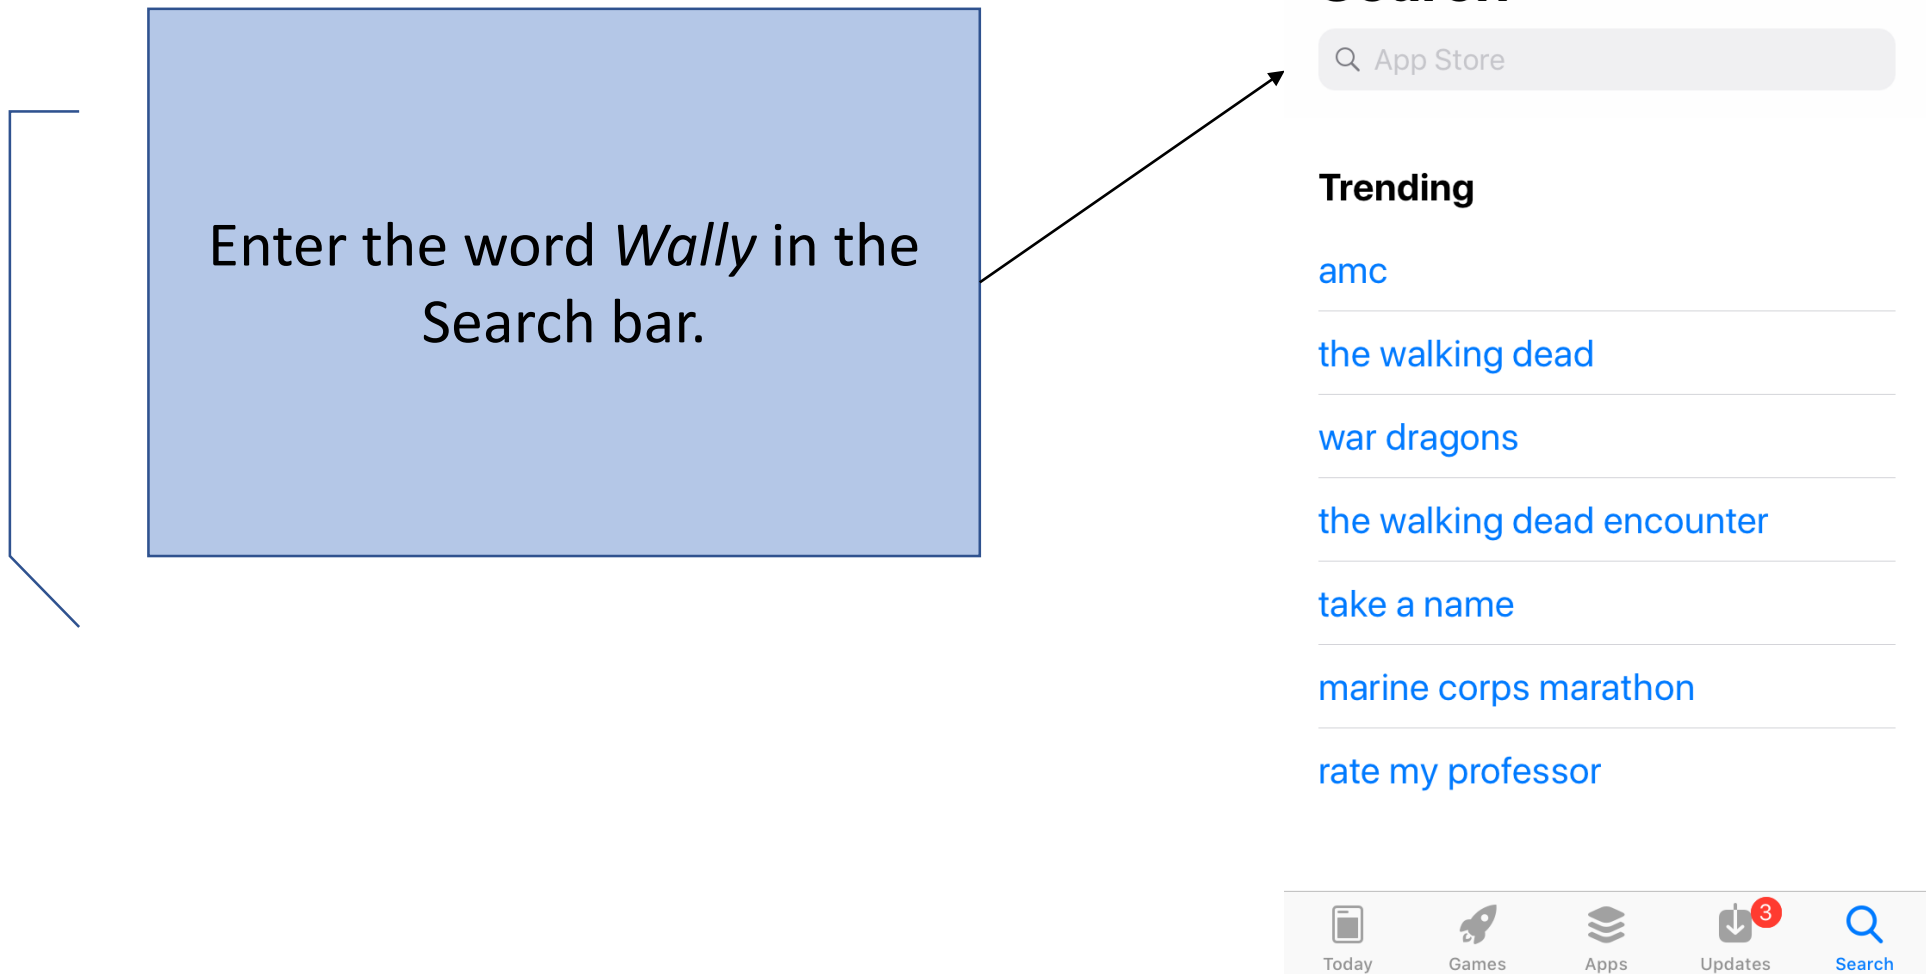 Enter the word Wally in the
Search bar.
Search
App Store
Trending
amc
the walking dead
war dragons
the walking dead encounter
take a name
marine corps marathon
rate my professor
3
Today Games Apps Updates Search